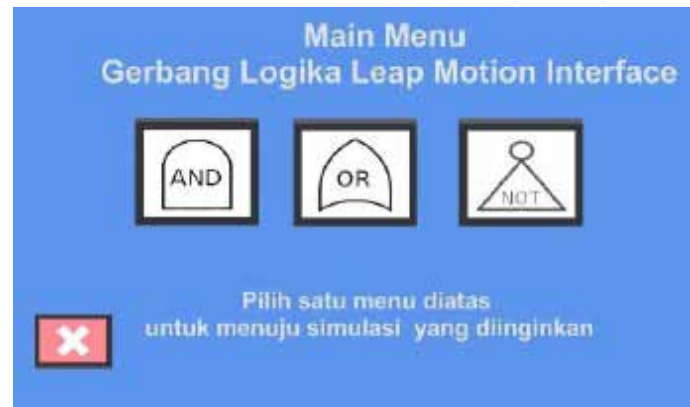 Main Menu
Gerbang Logika Leap Motion Interface
AND
OR
NOT
Pilih satu menu diatas
untuk menuju simulasi yang diinginkan